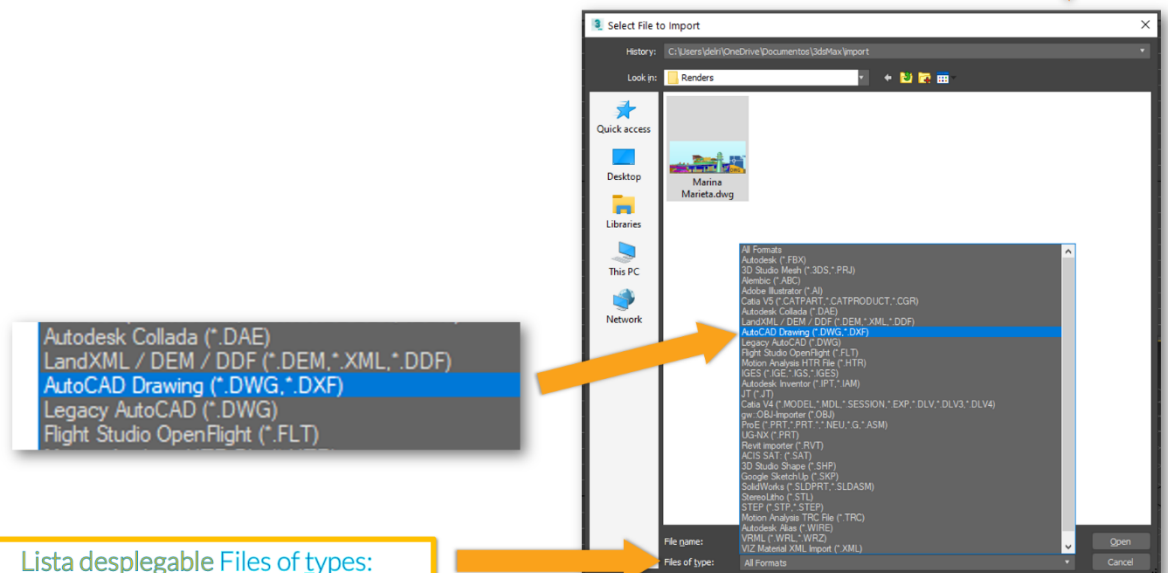 Select File to Import
History:
C:\Users\delri\OneDrive\Documentos\3dsMax\import
Look in:
Renders
Quick access
Desktop
Libraries
This PC
Network
Marina
Marieta.dwg
All Formats
Autodesk (*.FBX)
3D Studio Mesh (*.3DS,*.PRJ)
Alembic (*.ABC)
Adobe Illustrator (*.AI)
Catia V5 (*.CATPART,*.CATPRODUCT,*.CGR)
Autodesk Collada (*.DAE)
LandXML / DEM / DDF (*.DEM,*.XML,*.DDF)
AutoCAD Drawing (*.DWG,*.DXF)
Legacy AutoCAD (*.DWG)
Flight Studio OpenFlight (*.FLT)
Motion Analysis HTR File (*.HTR)
IGES (*.IGE,*.IGS,*.IGES)
Autodesk Inventor (*.IPT,*.IAM)
JT (*.JT)
Catia V4 (*.MODEL,*.MDL,*.SESSION,*.EXP,*.DLV,*.DLV3,*.DLV4)
gw::OBJ-Importer (*.OBJ)
ProE (*.PRT,*.PRT.*,*.NEU,*.G,*.ASM)
UG-NX (*.PRT)
Revit importer (*.RVT)
ACIS SAT: (*.SAT)
3D Studio Shape (*.SHP)
Google SketchUp (*.SKP)
SolidWorks (*.SLDPRT,*.SLDASM)
StereoLitho (*.STL)
STEP (*.STP,*.STEP)
Motion Analysis TRC File (*.TRC)
Autodesk Alias (*.WIRE)
VRML (*.WRL,*.WRZ)
VIZ Material XML Import (*.XML)
File name:
Open
Files of type:
All Formats
Cancel
Autodesk Collada (*.DAE)
LandXML / DEM / DDF (*.DEM,*.XML,*.DDF)
AutoCAD Drawing (*.DWG,*.DXF)
Legacy AutoCAD (*.DWG)
Flight Studio OpenFlight (*.FLT)
Lista desplegable Files of types: